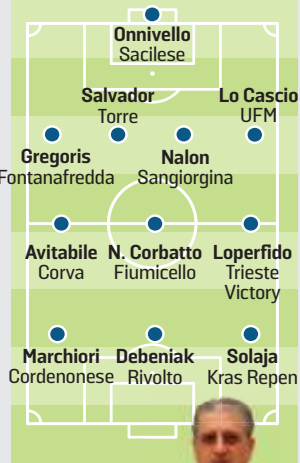 Onnivello
Sacilese
Salvador
Torre
Lo Cascio
UFM
Gregoris
Fontanafredda
Nalon
Sangiorgina
Avitabile
Corva
N. Corbatto
Fiumicello
Loperfido
Trieste
Victory
Marchiori
Cordenonese
Debeniak
Rivolto
Solaja
Kras Repen